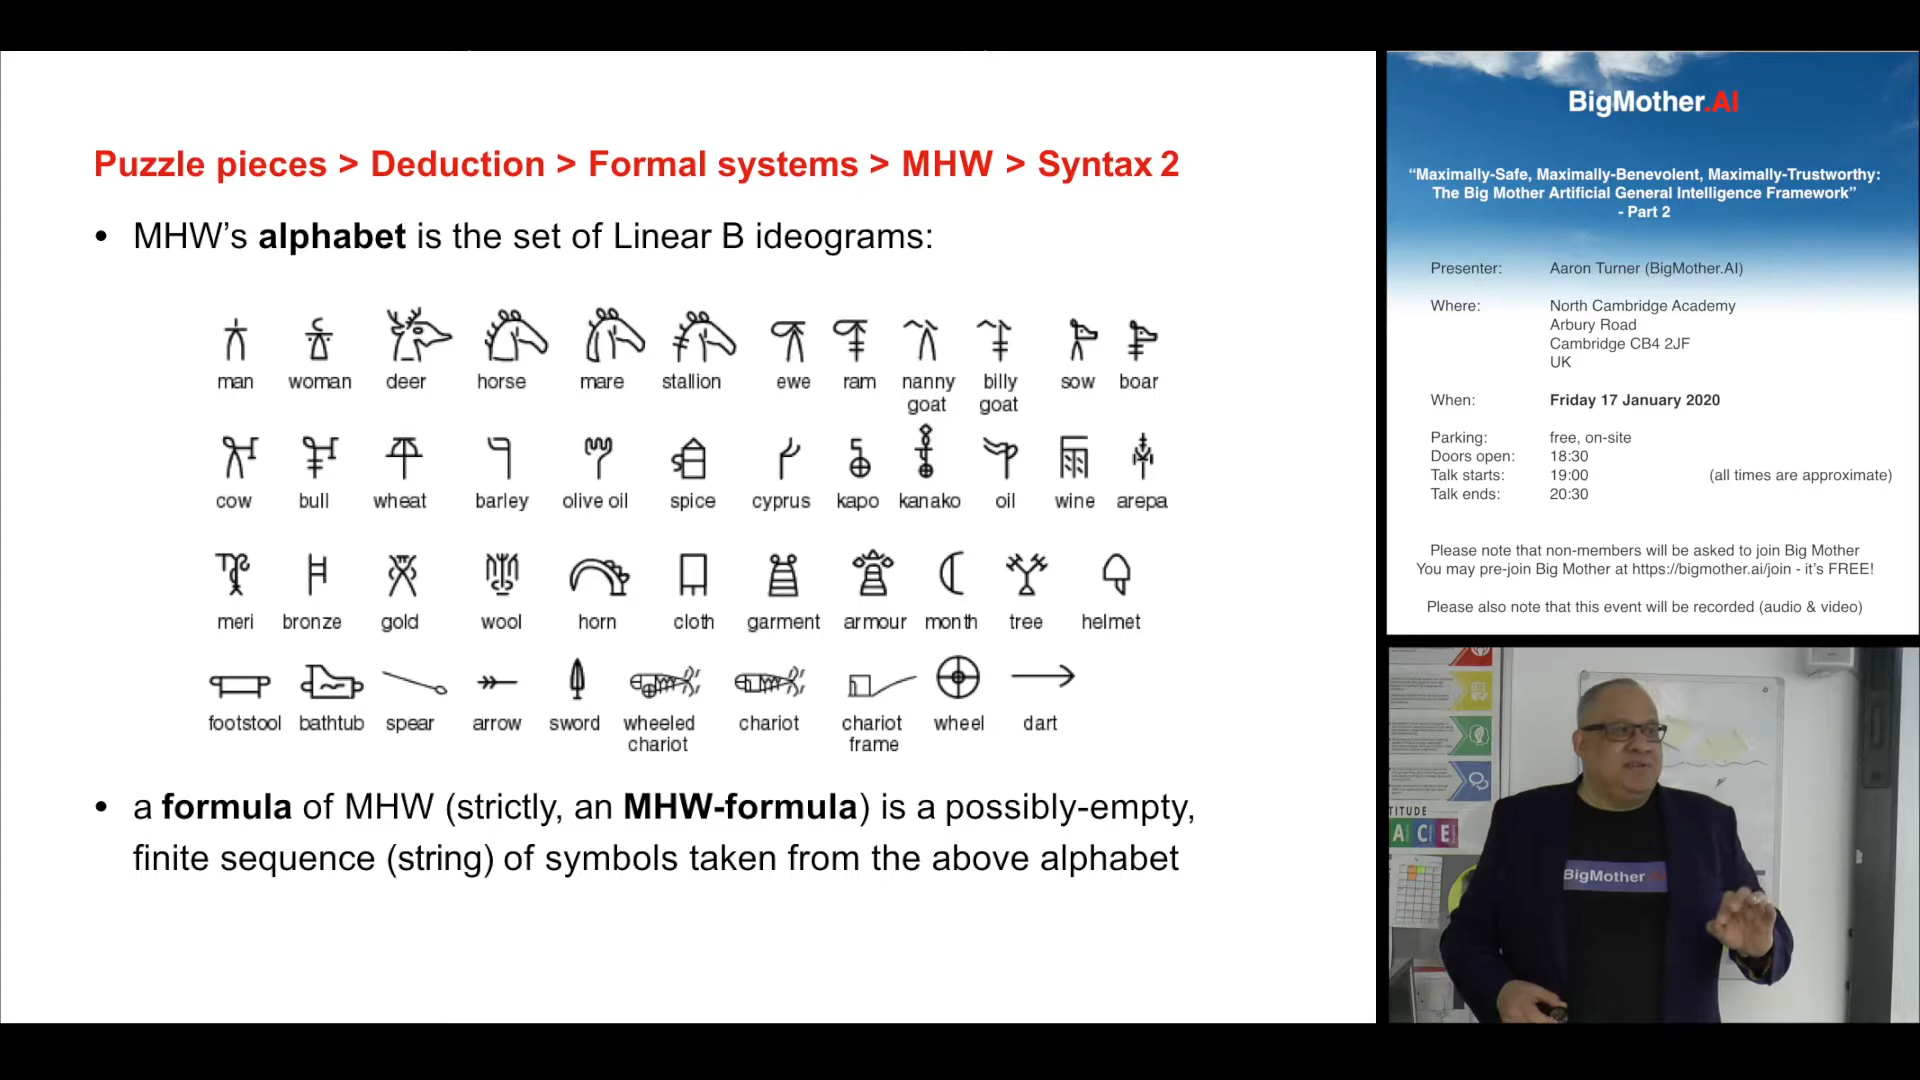 Puzzle pieces > Deduction > Formal systems > MHW > Syntax 2
• MHW’s alphabet is the set of Linear B ideograms:
man woman deer horse mare stallion ewe ram nanny goat billy goat sow boar
cow bull wheat barley olive oil spice cyprus kapo kanako oil wine arepa
meri bronze gold wool horn cloth garment armour month tree helmet
footstool bathtub spear arrow sword wheeled chariot chariot chariot frame wheel dart
• a formula of MHW (strictly, an MHW-formula) is a possibly-empty,
finite sequence (string) of symbols taken from the above alphabet
BigMother.AI
“Maximally-Safe, Maximally-Benevolent, Maximally-Trustworthy:
The Big Mother Artificial General Intelligence Framework”
- Part 2
Presenter: Aaron Turner (BigMother.AI)
Where: North Cambridge Academy
Arbury Road
Cambridge CB4 2JF
UK
When: Friday 17 January 2020
Parking: free, on-site
Doors open: 18:30
Talk starts: 19:00 (all times are approximate)
Talk ends: 20:30
Please note that non-members will be asked to join Big Mother
You may pre-join Big Mother at https://bigmother.ai/join - it’s FREE!
Please also note that this event will be recorded (audio & video)
TITUDE
ACE
BigMother.AI